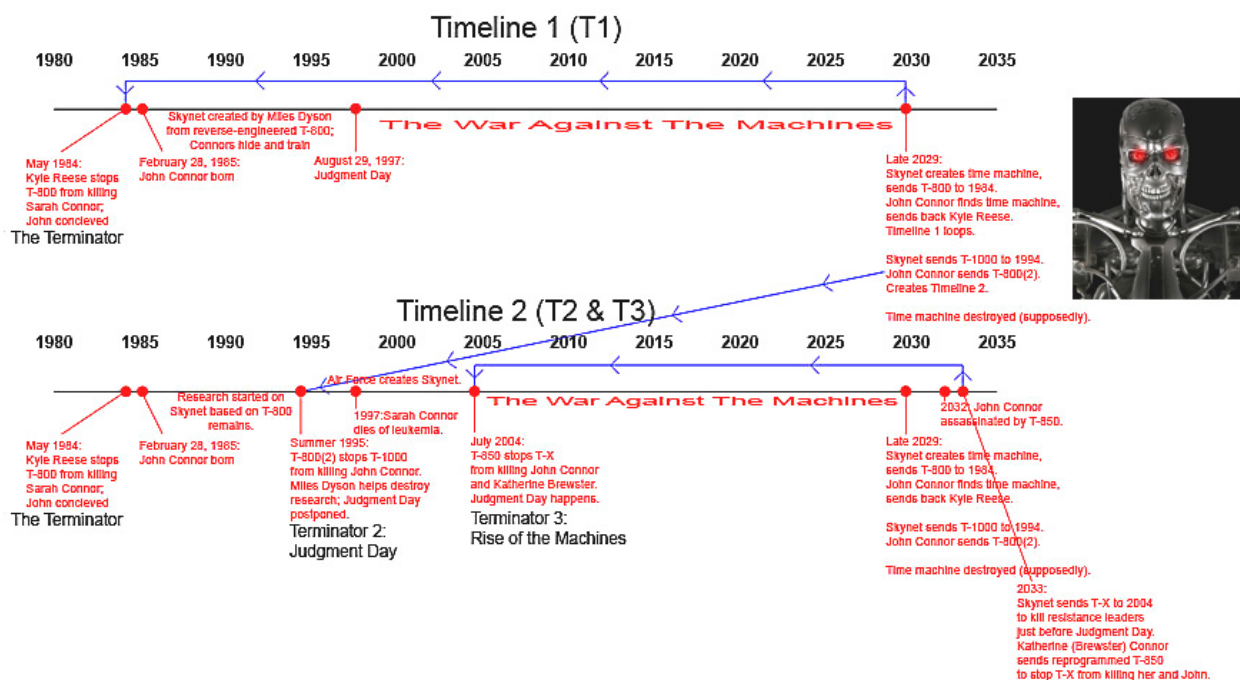 Timeline 1 (T1)
1980 1985 1990 1995 2000 2005 2010 2015 2020 2025 2030 2035
Skynet created by Miles Dyson
from reverse-engineered T-800;
Connors hide and train
The War Against The Machines
May 1984:
Kyle Reese stops
T-800 from killing
Sarah Connor;
John concieved
The Terminator
February 28, 1985:
John Connor born
August 29, 1997:
Judgment Day
Late 2029:
Skynet creates time machine,
sends T-800 to 1984.
John Connor finds time machine,
sends back Kyle Reese.
Timeline 1 loops.
Skynet sends T-1000 to 1994.
John Connor sends T-800(2).
Creates Timeline 2.
Time machine destroyed (supposedly).
Timeline 2 (T2 & T3)
1980 1985 1990 1995 2000 2005 2010 2015 2020 2025 2030 2035
Air Force creates Skynet.
Research started on
Skynet based on T-800
remains.
The War Against The Machines
May 1984:
Kyle Reese stops
T-800 from killing
Sarah Connor;
John concieved
The Terminator
February 28, 1985:
John Connor born
Summer 1995:
T-800(2) stops T-1000
from killing John Connor.
Miles Dyson helps destroy
research; Judgment Day
postponed.
Terminator 2:
Judgment Day
1997:Sarah Connor
dies of leukemia.
July 2004:
T-850 stops T-X
from killing John Connor
and Katherine Brewster.
Judgment Day happens.
Terminator 3:
Rise of the Machines
2032: John Connor
assassinated by T-850.
Late 2029:
Skynet creates time machine,
sends T-800 to 1984.
John Connor finds time machine,
sends back Kyle Reese.
Skynet sends T-1000 to 1994.
John Connor sends T-800(2).
Time machine destroyed (supposedly).
2033:
Skynet sends T-X to 2004
to kill resistance leaders
just before Judgment Day.
Katherine (Brewster) Connor
sends reprogrammed T-850
to stop T-X from killing her and John.